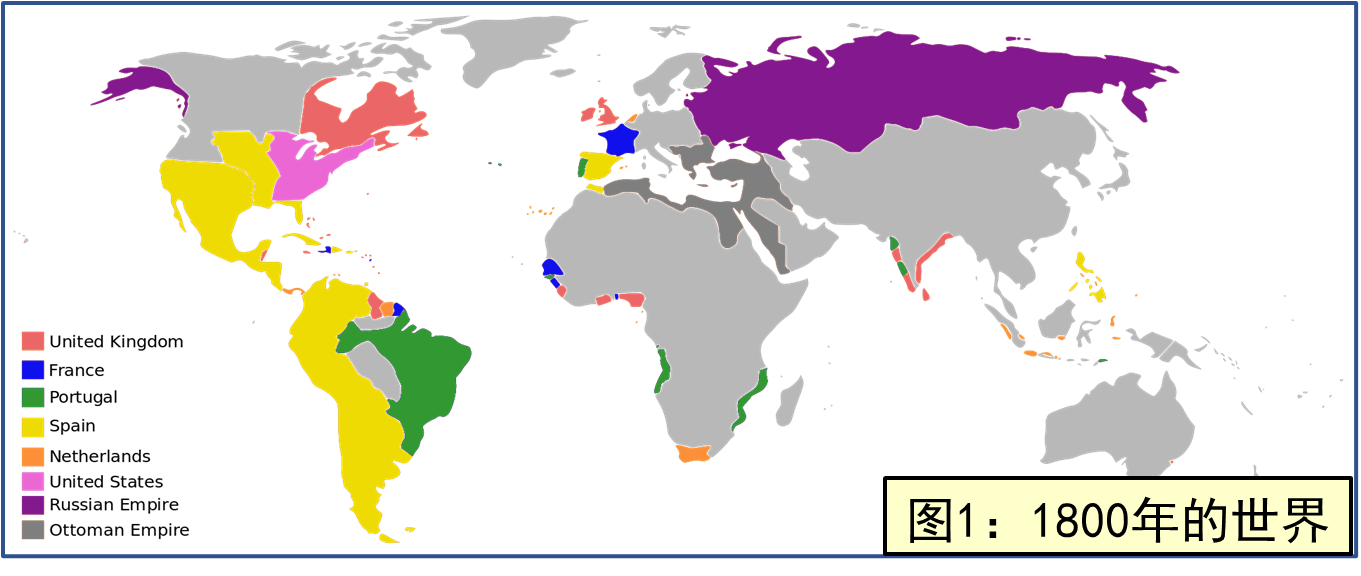 United Kingdom
France
Portugal
Spain
Netherlands
United States
Russian Empire
Ottoman Empire
图1：1800年的世界